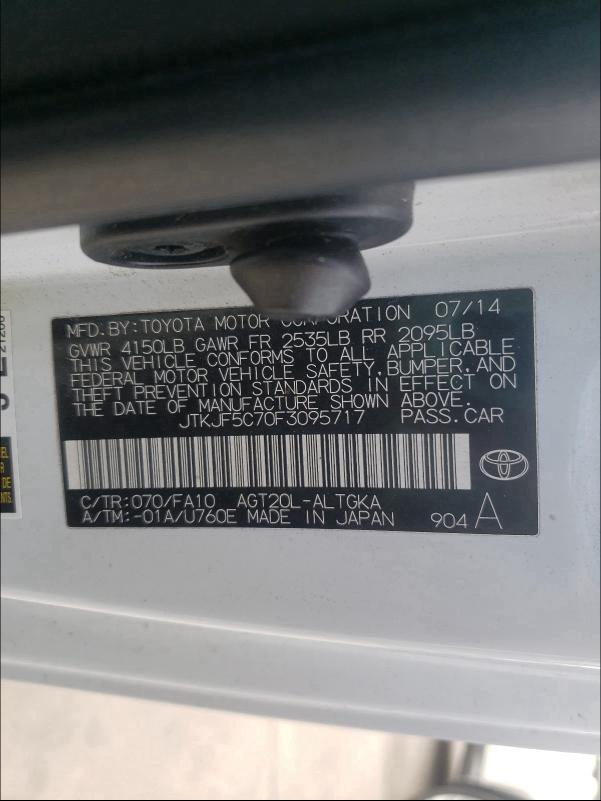 MFD.BY:TOYOTA MOTOR CORPORATION 07/14
GVWR 4150LB GAWR FR 2535LB RR 2095LB
THIS VEHICLE CONFORMS TO ALL APPLICABLE
FEDERAL MOTOR VEHICLE SAFETY,BUMPER,AND
THEFT PREVENTION STANDARDS IN EFFECT ON
THE DATE OF MANUFACTURE SHOWN ABOVE.
JTKJF5C70F3095717 PASS.CAR
C/TR:070/FA10 AGT20L-ALTGKA
A/TM:-01A/U760E MADE IN JAPAN 904 A
DE
NTS.